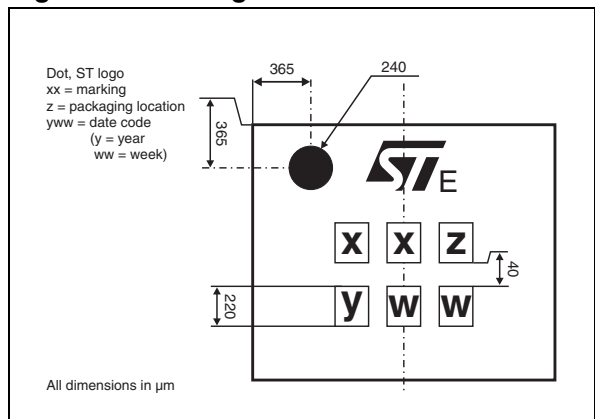 365
240
Dot, ST logo
xx = marking
z = packaging location
yww = date code
(y = year
ww = week)
365
ST E
x x z
40
y w w
220
All dimensions in µm